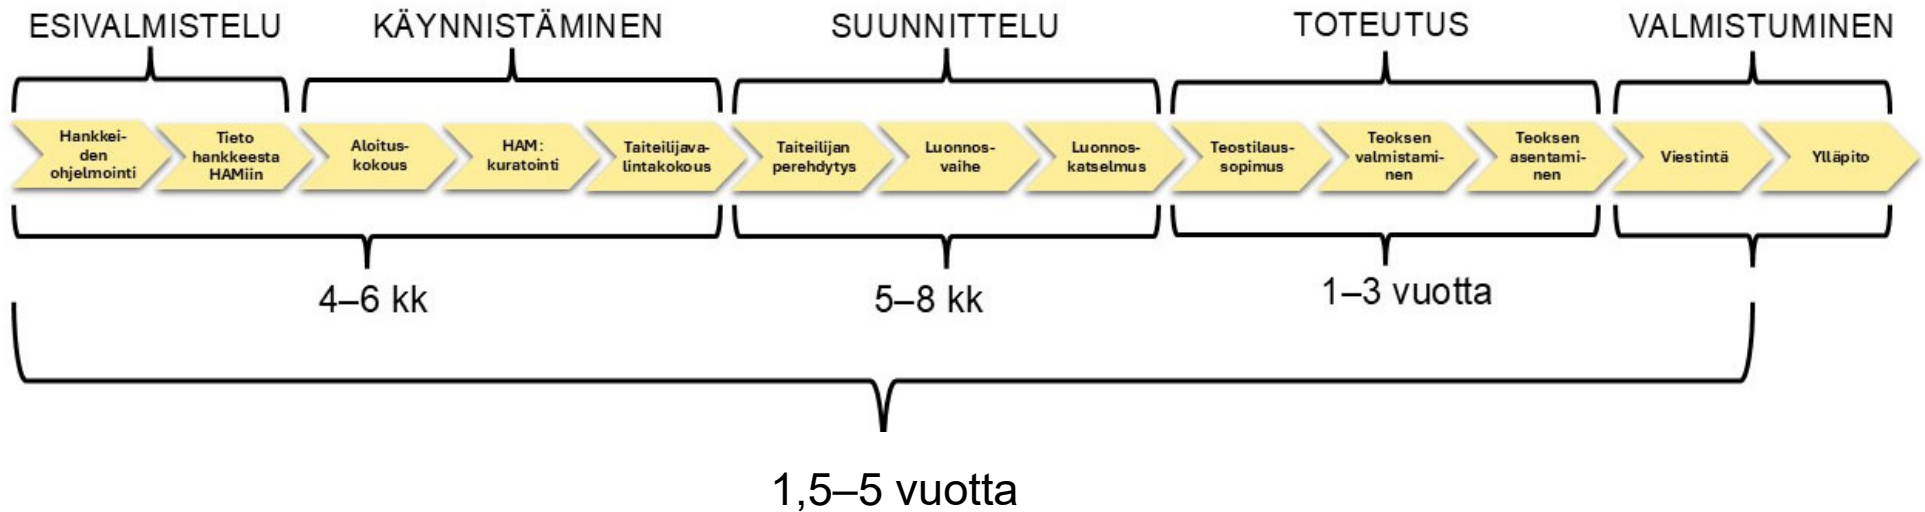 ESIVALMISTELU
KÄYNNISTÄMINEN
SUUNNITTELU
TOTEUTUS
VALMISTUMINEN
Hankkei-
den
ohjelmointi
Tieto
hankkeesta
HAMiin
Aloitus-
kokous
HAM:
kuratointi
Taiteilijava-
lintakokous
Taiteilijan
perehdytys
Luonnos-
vaihe
Luonnos-
katselmus
Teostilaus-
sopimus
Teoksen
valmistami-
nen
Teoksen
asentami-
nen
Viestintä
Ylläpito
4–6 kk
5–8 kk
1–3 vuotta
1,5–5 vuotta